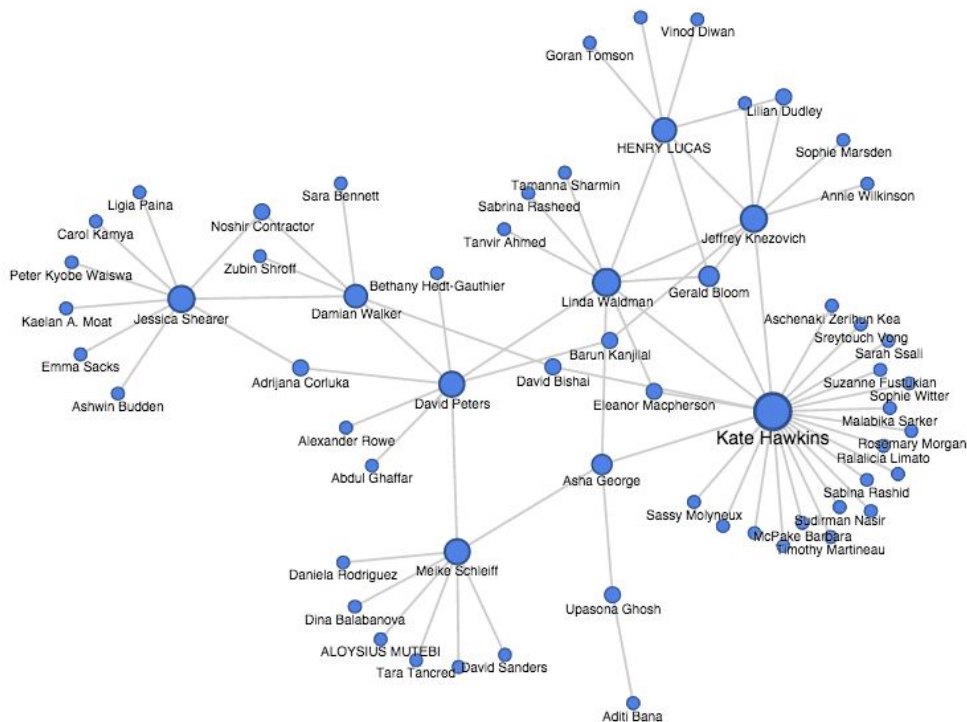 Vinod Diwan
Goran Tomson
Lilian Dudley
HENRY LUCAS
Sophie Marsden
Tamanna Sharmin
Sara Bennett
Annie Wilkinson
Ligia Paina
Sabrina Rasheed
Carol Kamya
Noshir Contractor
Jeffrey Knezovich
Tanvir Ahmed
Zubin Shroff
Peter Kyobe Waiswa
Bethany Hedt-Gauthier
Linda Waldman
Gerald Bloom
Jessica Shearer
Damian Walker
Kaelan A. Moat
Aschenaki Zerihun Kea
Sreytouch Vong
Barun Kanjilal
Sarah Ssali
Emma Sacks
Adrijana Corluka
David Bishai
Suzanne Fustukian
Sophie Witter
David Peters
Eleanor Macpherson
Ashwin Budden
Malabika Sarker
Kate Hawkins
Alexander Rowe
Rosemary Morgan
Ralalicia Limato
Abdul Ghaffar
Asha George
Sabina Rashid
Sassy Molyneux
Sudirman Nasir
McPake Barbara
Timothy Martineau
Daniela Rodriguez
Meike Schleiff
Upasona Ghosh
Dina Balabanova
ALOYSIUS MUTEBI
Tara Tancred
David Sanders
Aditi Bana